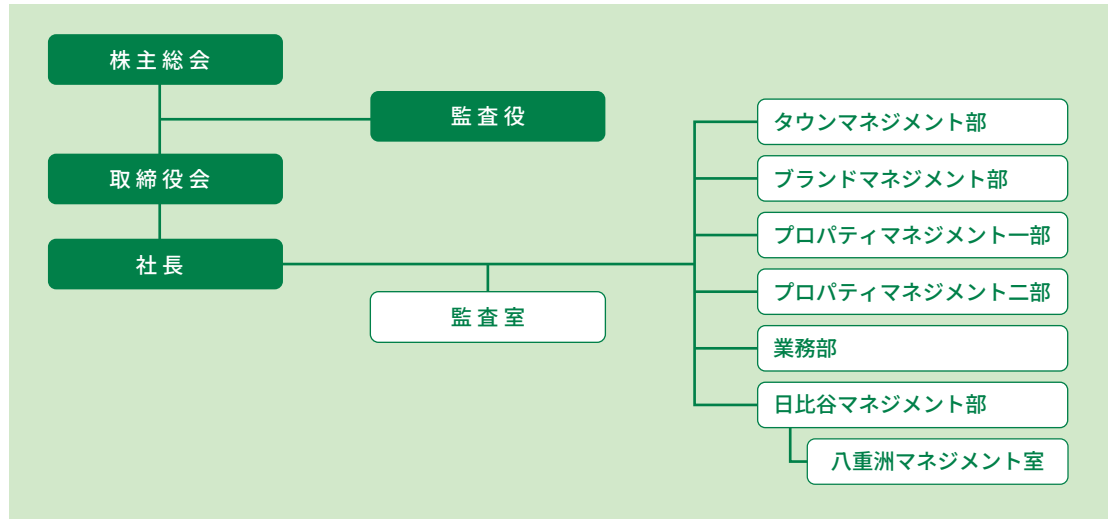 株主総会
監査役
取締役会
社長
監査室
タウンマネジメント部
ブランドマネジメント部
プロパティマネジメント一部
プロパティマネジメント二部
業務部
日比谷マネジメント部
八重洲マネジメント室